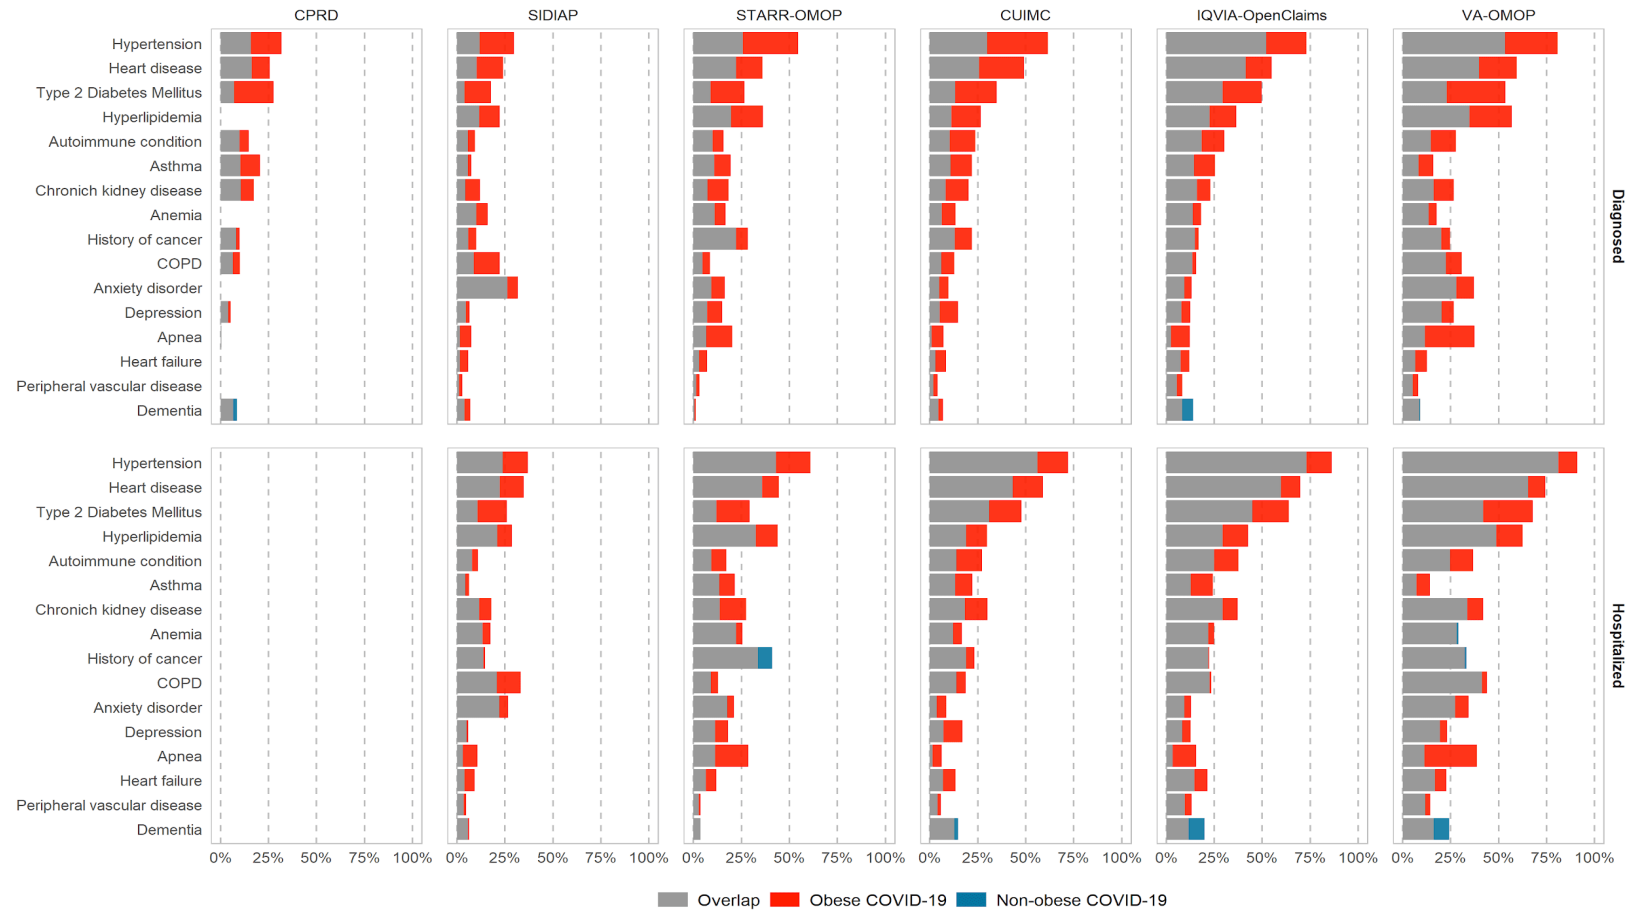 CPRD SIDIAP STARR-OMOP CUIMC IQVIA-OpenClaims VA-OMOP
Hypertension
Heart disease
Type 2 Diabetes Mellitus
Hyperlipidemia
Autoimmune condition
Asthma
Chronich kidney disease
Anemia
History of cancer
COPD
Anxiety disorder
Depression
Apnea
Heart failure
Peripheral vascular disease
Dementia
Diagnosed
Hypertension
Heart disease
Type 2 Diabetes Mellitus
Hyperlipidemia
Autoimmune condition
Asthma
Chronich kidney disease
Anemia
History of cancer
COPD
Anxiety disorder
Depression
Apnea
Heart failure
Peripheral vascular disease
Dementia
Hospitalized
0% 25% 50% 75% 100% 0% 25% 50% 75% 100% 0% 25% 50% 75% 100% 0% 25% 50% 75% 100% 0% 25% 50% 75% 100% 0% 25% 50% 75% 100%
Overlap Obese COVID-19 Non-obese COVID-19